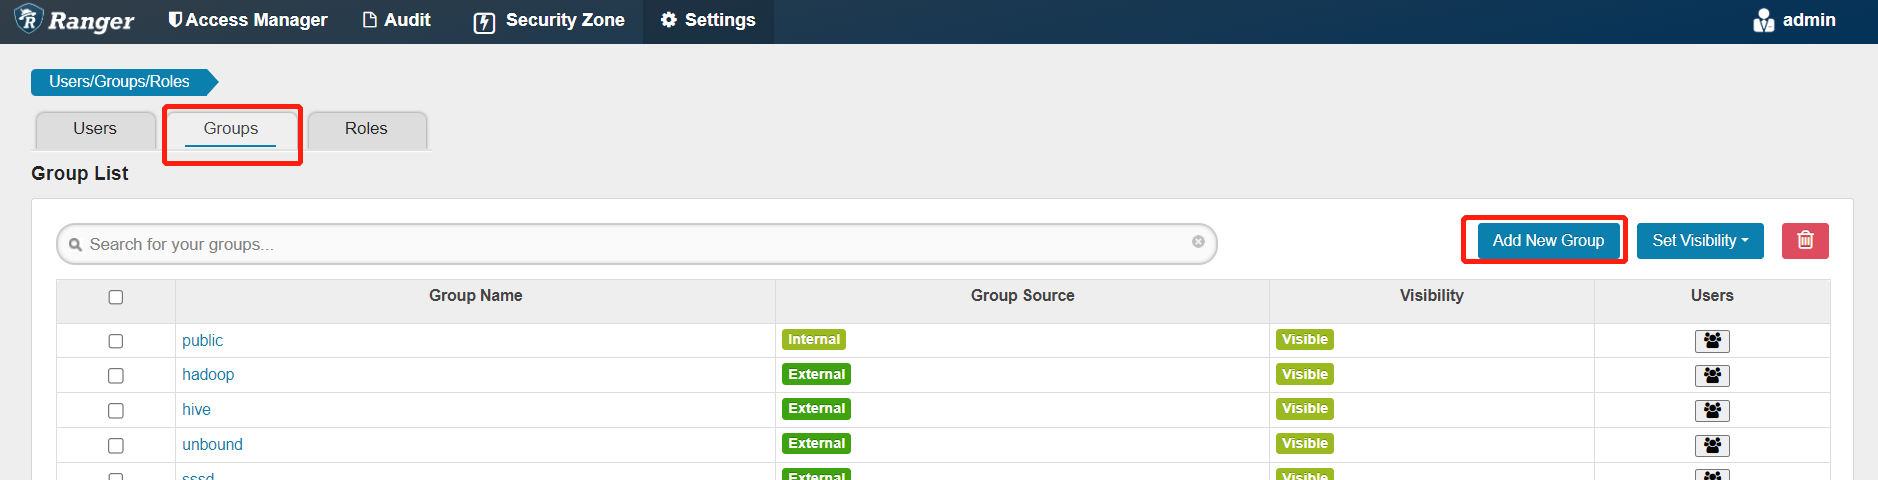 Ranger Access Manager Audit Security Zone Settings admin
Users/Groups/Roles
Users Groups Roles
Group List
Search for your groups... Add New Group Set Visibility
Group Name Group Source Visibility Users
public Internal Visible
hadoop External Visible
hive External Visible
unbound External Visible
sssd External Visible